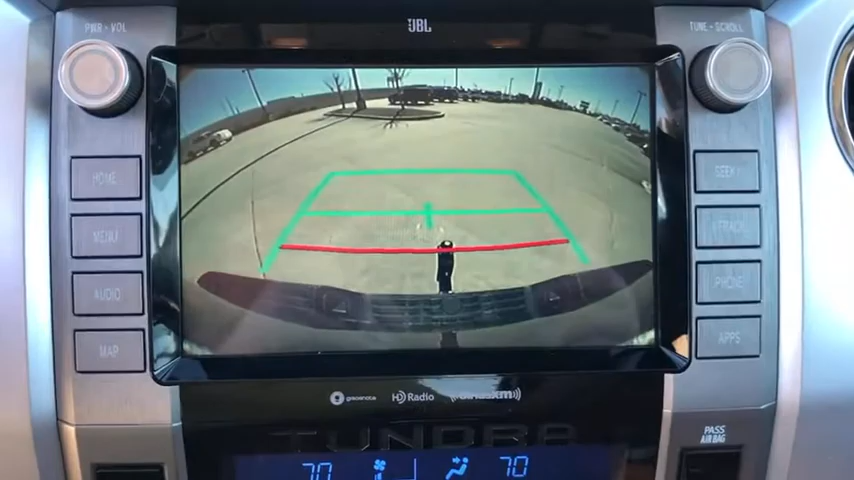 PWR • VOL
JBL
TUNE • SCROLL
HOME
SEEK›
MENU
‹TRACK
AUDIO
PHONE
MAP
APPS
gracenote HD Radio SiriusXM
TUNDRA
PASS
AIR BAG
70 70